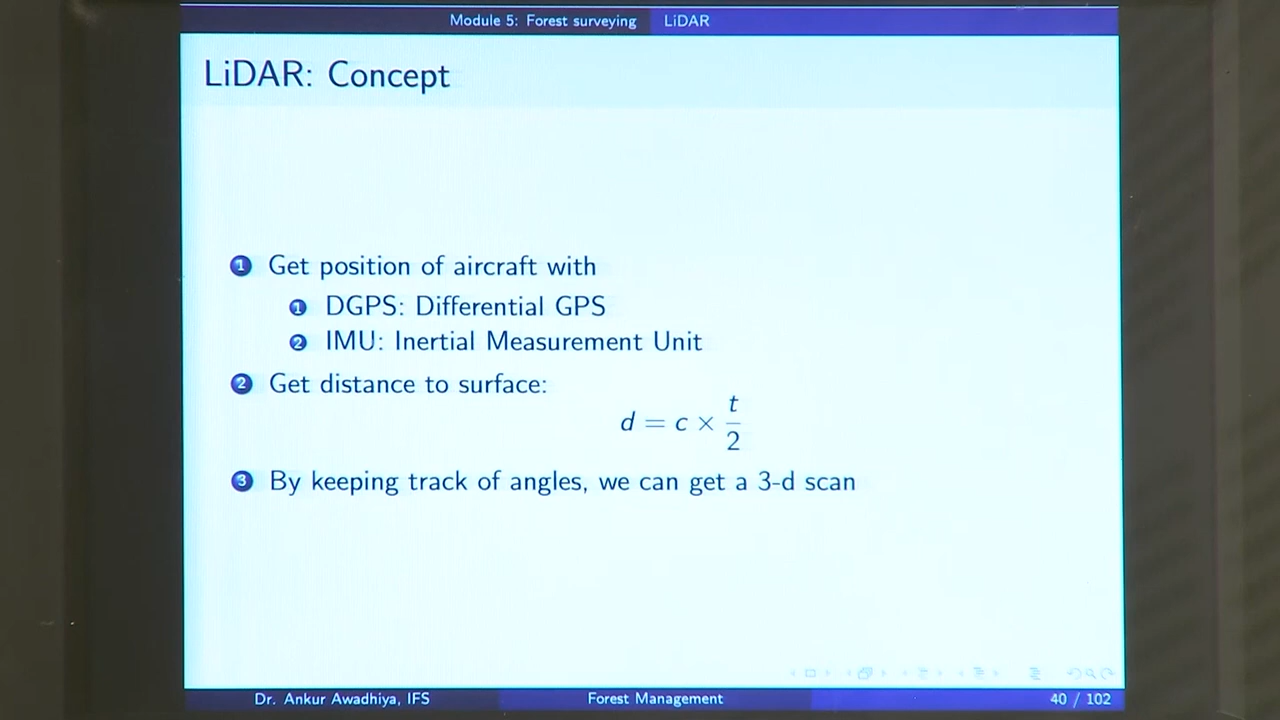 Module 5: Forest surveying LiDAR
LiDAR: Concept
1 Get position of aircraft with
1 DGPS: Differential GPS
2 IMU: Inertial Measurement Unit
2 Get distance to surface:
d = c × t/2
3 By keeping track of angles, we can get a 3-d scan
Dr. Ankur Awadhiya, IFS Forest Management 40 / 102